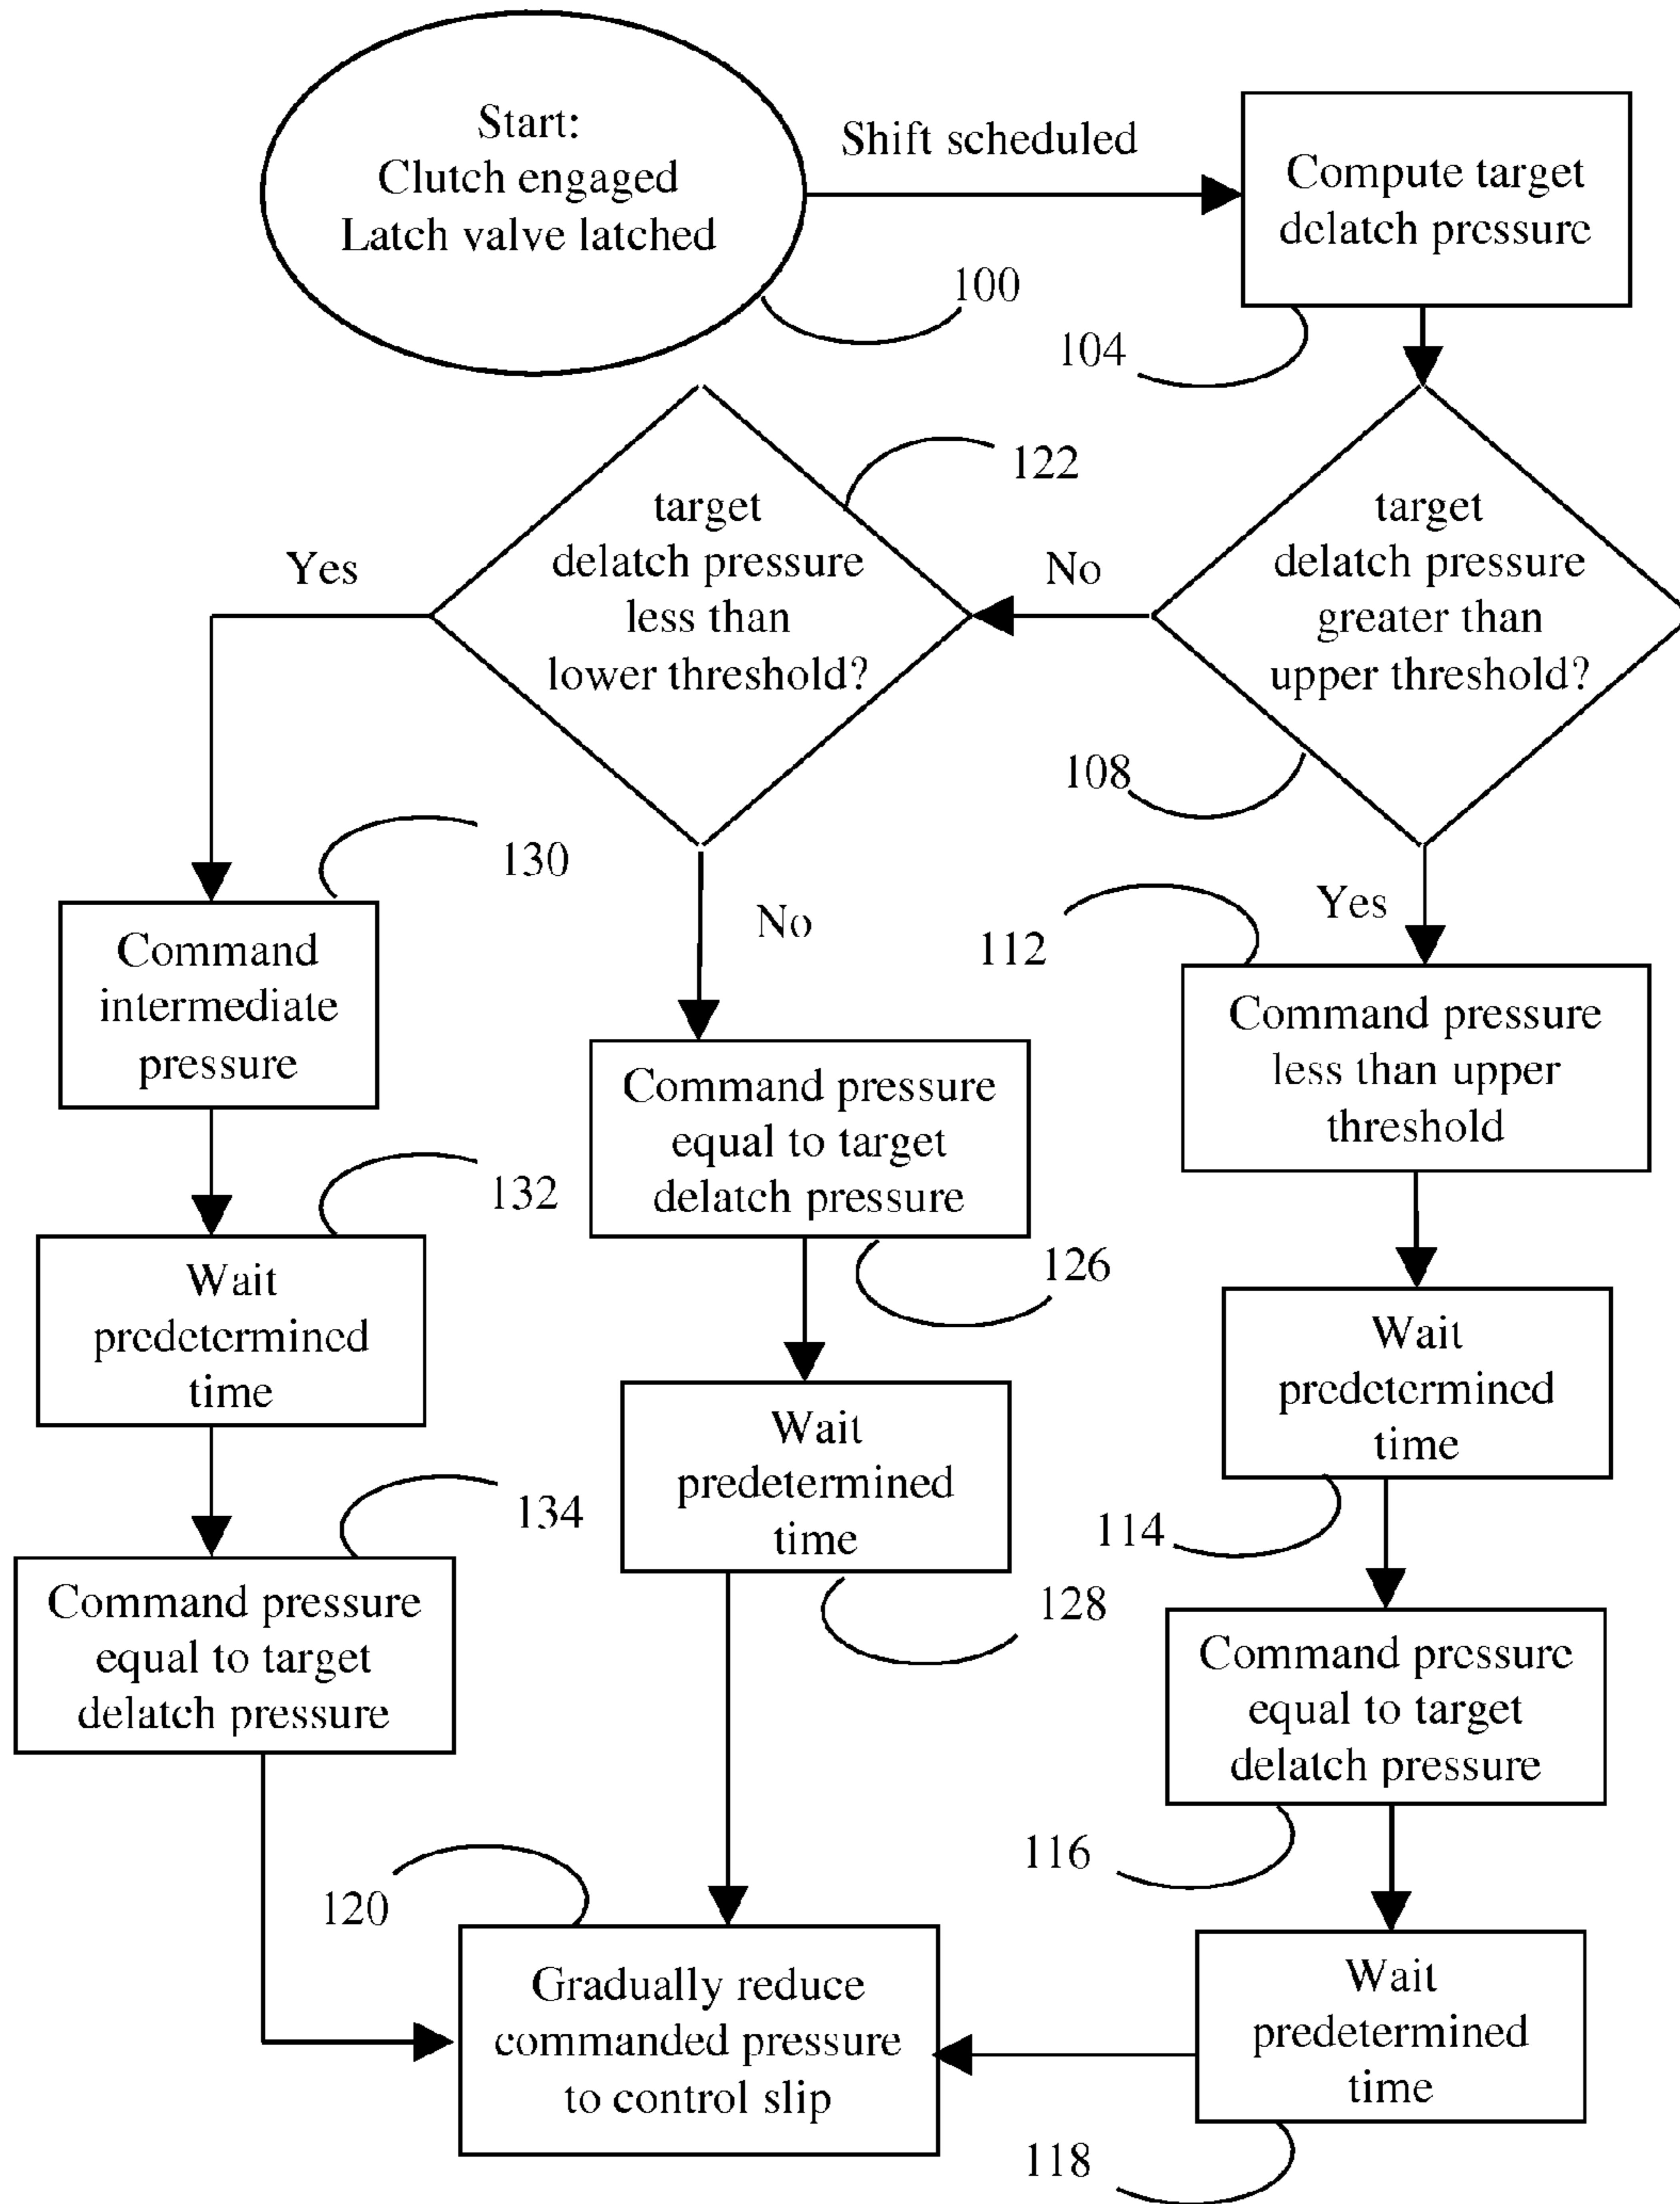 Start:
Clutch engaged
Latch valve latched
Shift scheduled
Compute target
delatch pressure
100
104
target
delatch pressure
greater than
upper threshold?
108
No
122
target
delatch pressure
less than
lower threshold?
Yes
No
Yes
130
Command
intermediate
pressure
132
Wait
predetermined
time
134
Command pressure
equal to target
delatch pressure
Command pressure
equal to target
delatch pressure
126
Wait
predetermined
time
128
112
Command pressure
less than upper
threshold
Wait
predetermined
time
114
Command pressure
equal to target
delatch pressure
116
Wait
predetermined
time
118
120
Gradually reduce
commanded pressure
to control slip